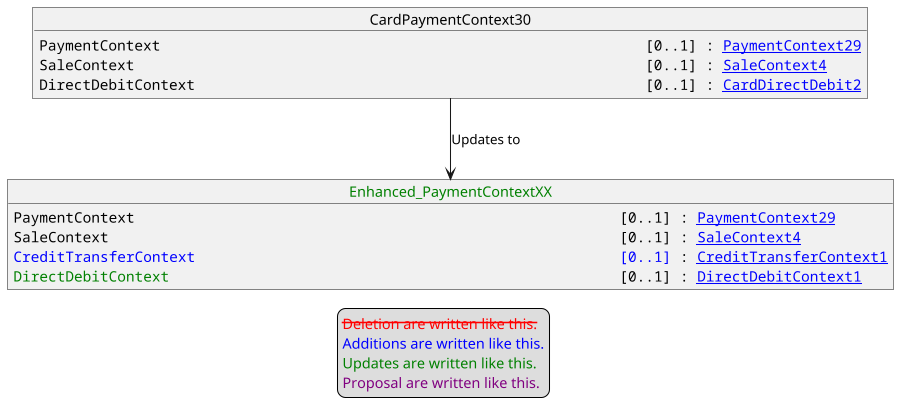 CardPaymentContext30
PaymentContext [0..1] : PaymentContext29
SaleContext [0..1] : SaleContext4
DirectDebitContext [0..1] : CardDirectDebit2
Updates to
Enhanced_PaymentContextXX
PaymentContext [0..1] : PaymentContext29
SaleContext [0..1] : SaleContext4
CreditTransferContext [0..1] : CreditTransferContext1
DirectDebitContext [0..1] : DirectDebitContext1
Deletion are written like this.
Additions are written like this.
Updates are written like this.
Proposal are written like this.